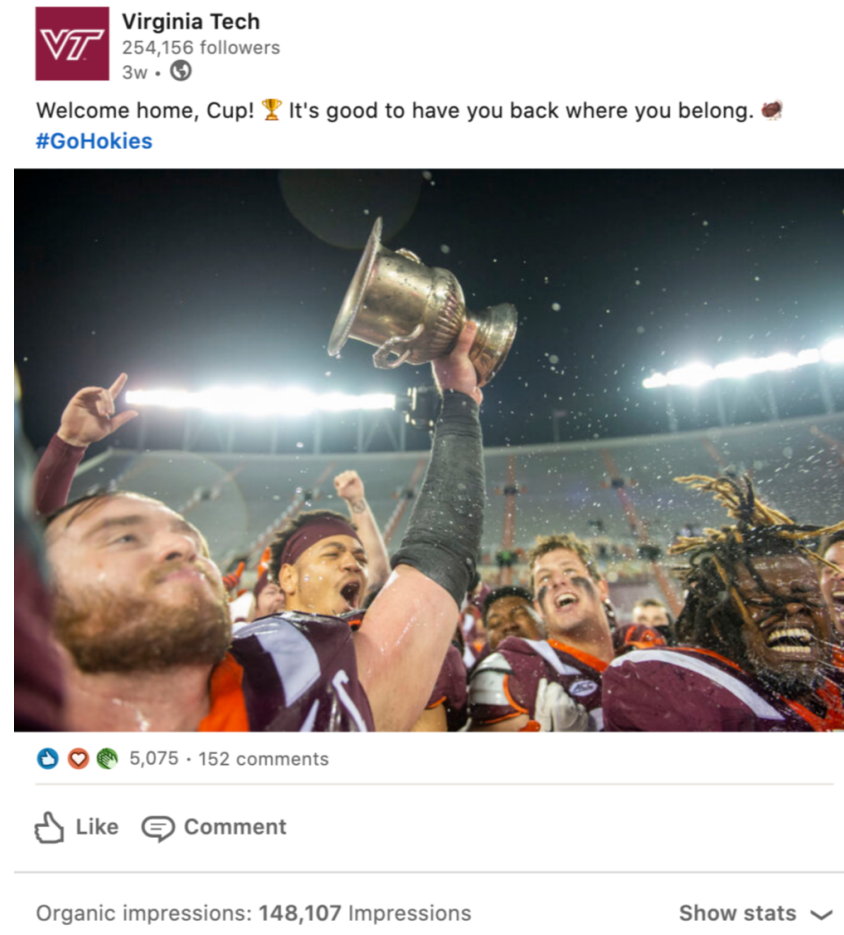 VT
Virginia Tech
254,156 followers
3w •
Welcome home, Cup! 🏆 It's good to have you back where you belong. 🦃
#GoHokies
5,075 · 152 comments
Like Comment
Organic impressions: 148,107 Impressions Show stats